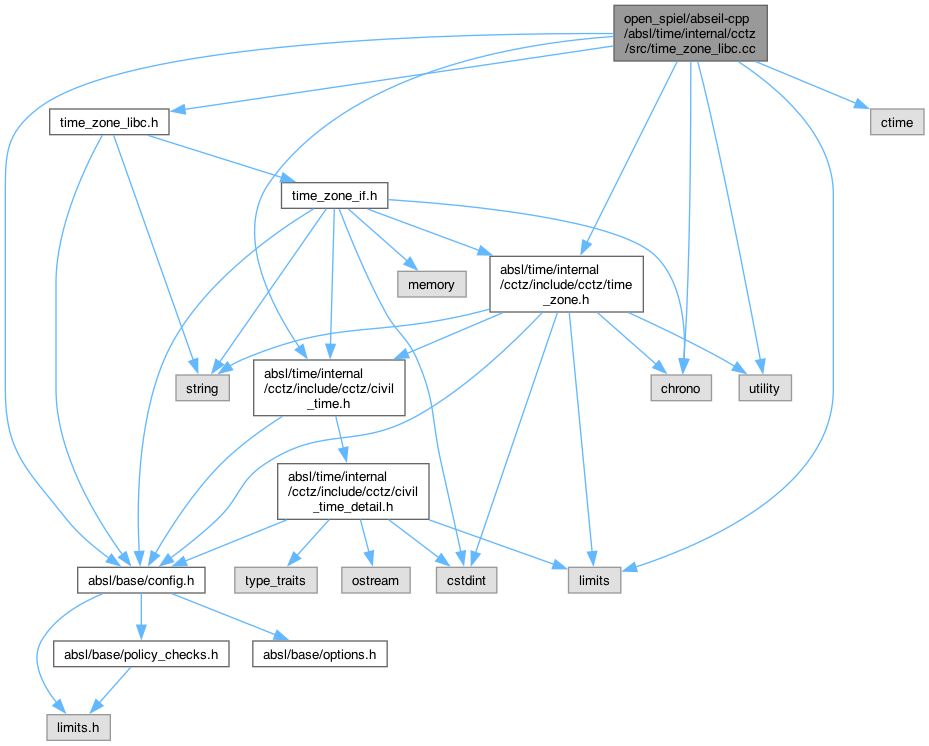 open_spiel/abseil-cpp
/absl/time/internal/cctz
/src/time_zone_libc.cc
time_zone_libc.h
ctime
time_zone_if.h
absl/time/internal
/cctz/include/cctz/time
_zone.h
memory
absl/time/internal
/cctz/include/cctz/civil
_time.h
string
chrono
utility
absl/time/internal
/cctz/include/cctz/civil
_time_detail.h
absl/base/config.h
type_traits
ostream
cstdint
limits
absl/base/policy_checks.h
absl/base/options.h
limits.h